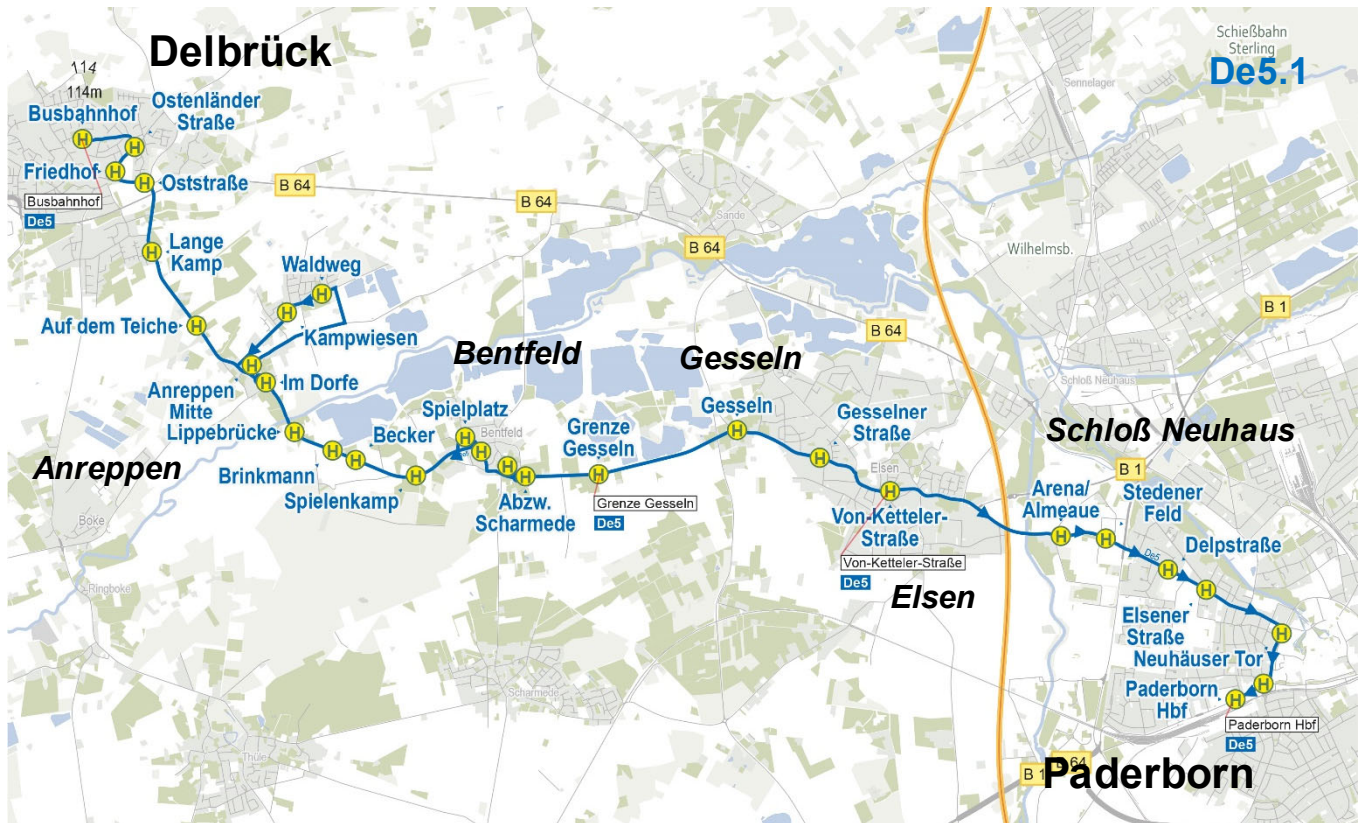 Delbrück
Schießbahn
Sterling
De5.1
114
114m
Sennelager
Busbahnhof
Ostenländer
Straße
Friedhof
Oststraße
B 64
Busbahnhof
De5
B 64
Sande
B 64
Wilhelmsb.
B 1
Lange
Kamp
Waldweg
Auf dem Teiche
Kampwiesen
B 64
Bentfeld
Gesseln
Schloß Neuhaus
Anreppen
Mitte
Im Dorfe
Lippebrücke
Spielplatz
Bentfeld
Becker
Grenze
Gesseln
Gesseln
Gesselner
Straße
Schloß Neuhaus
Anreppen
Brinkmann
Spielenkamp
Abzw.
Scharmede
Grenze Gesseln
De5
Elsen
Von-Ketteler-
Straße
Von-Ketteler-Straße
De5
Elsen
B 1
Arena/
Almeaue
Stedener
Feld
De5
Delpstraße
Boke
Ringboke
Elsener
Straße
Neuhäuser Tor
Paderborn
Hbf
Paderborn Hbf
De5
Scharmede
Thüle
B 1
B 64
Paderborn